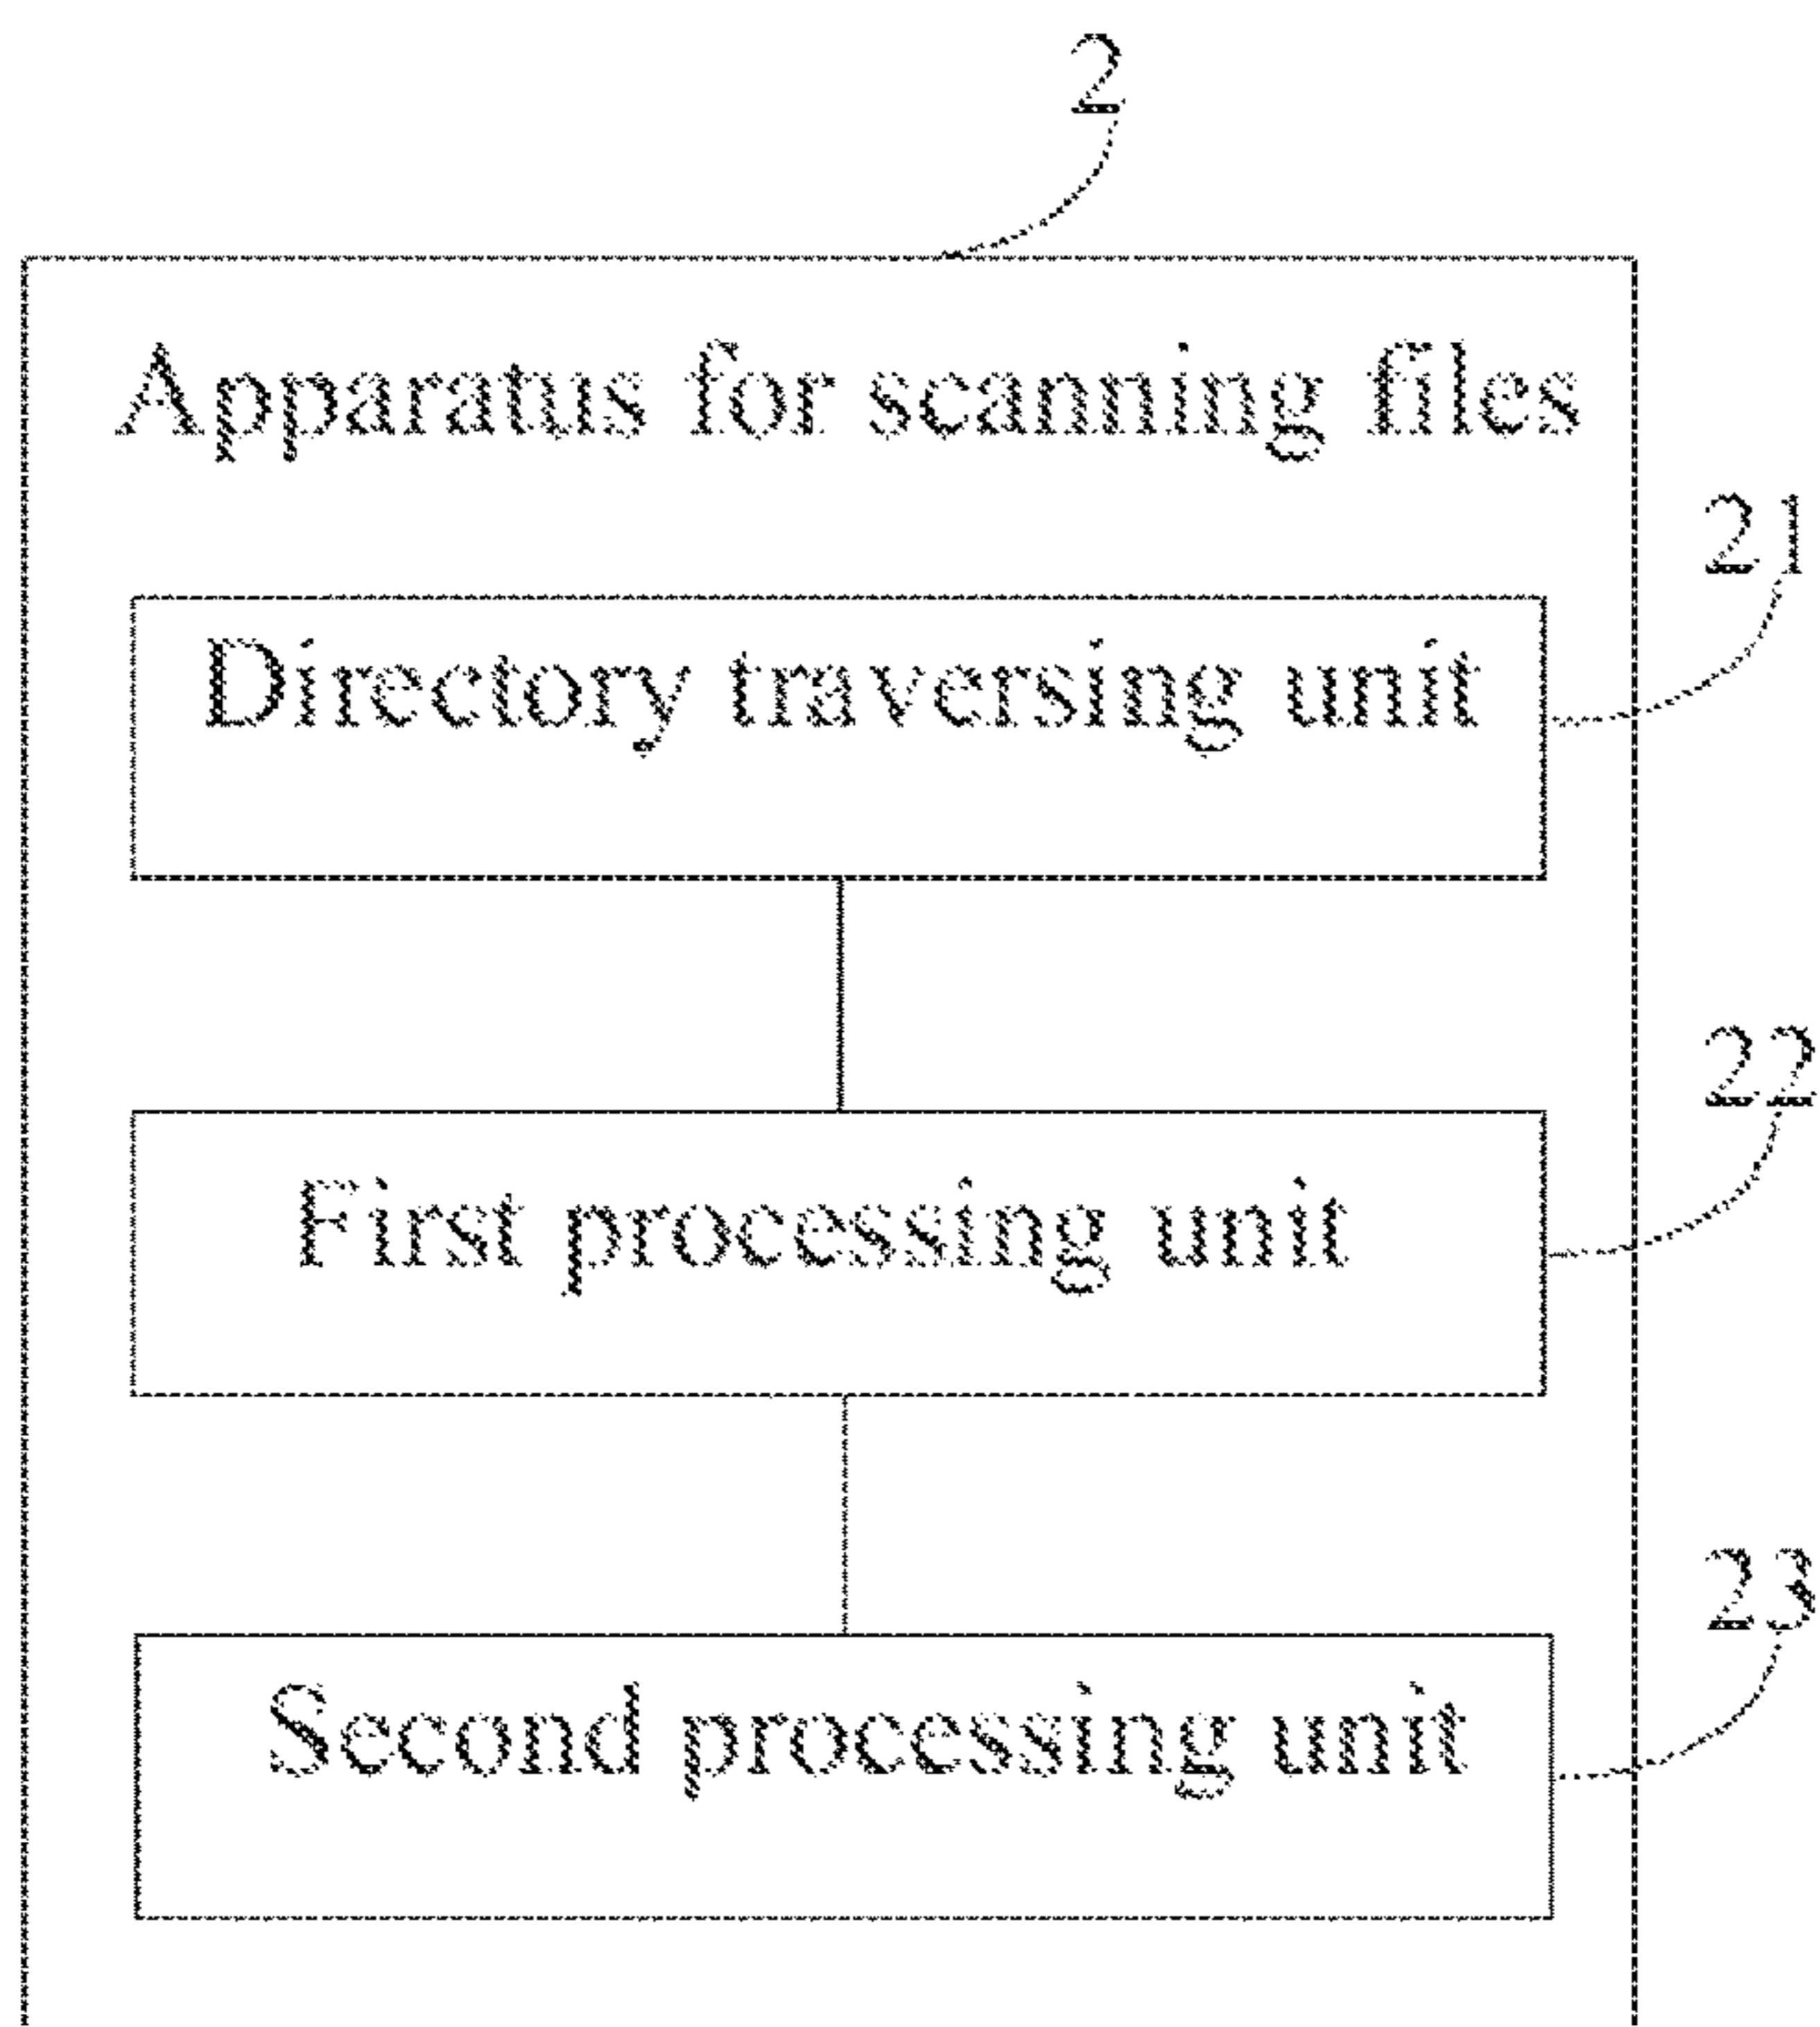 2
Apparatus for scanning files
21
Directory traversing unit
22
First processing unit
23
Second processing unit